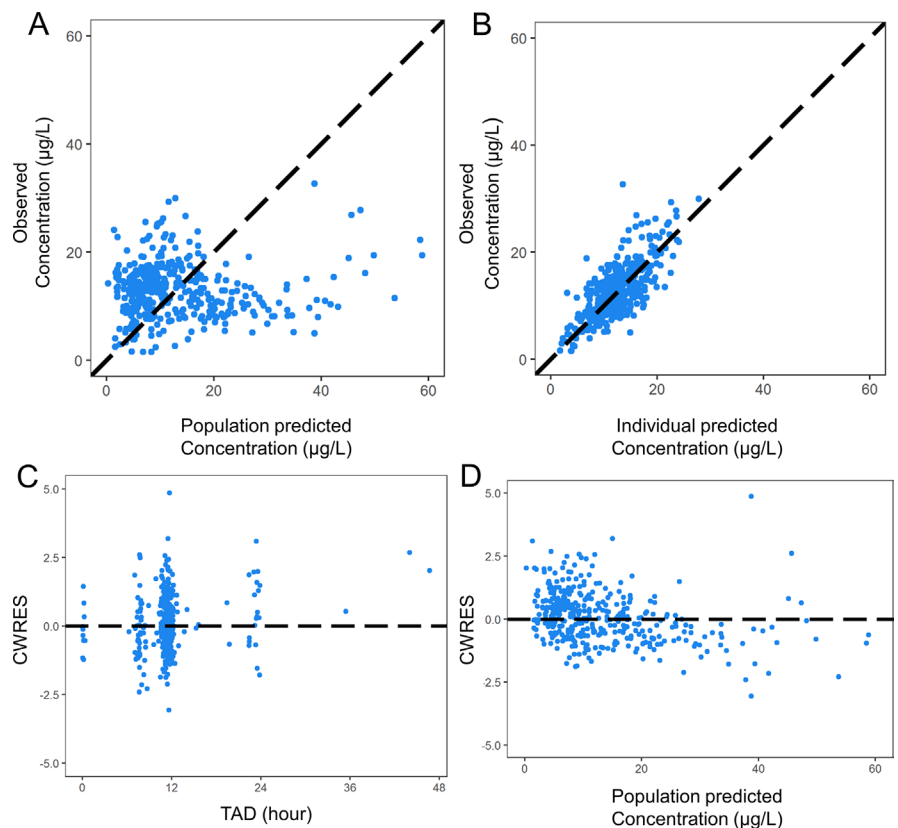 A
60
40
20
0
Observed
Concentration (µg/L)
0 20 40 60
Population predicted
Concentration (µg/L)
B
60
40
20
0
Observed
Concentration (µg/L)
0 20 40 60
Individual predicted
Concentration (µg/L)
C
5.0
2.5
0.0
-2.5
-5.0
CWRES
0 12 24 36 48
TAD (hour)
D
5.0
2.5
0.0
-2.5
-5.0
CWRES
0 20 40 60
Population predicted
Concentration (µg/L)